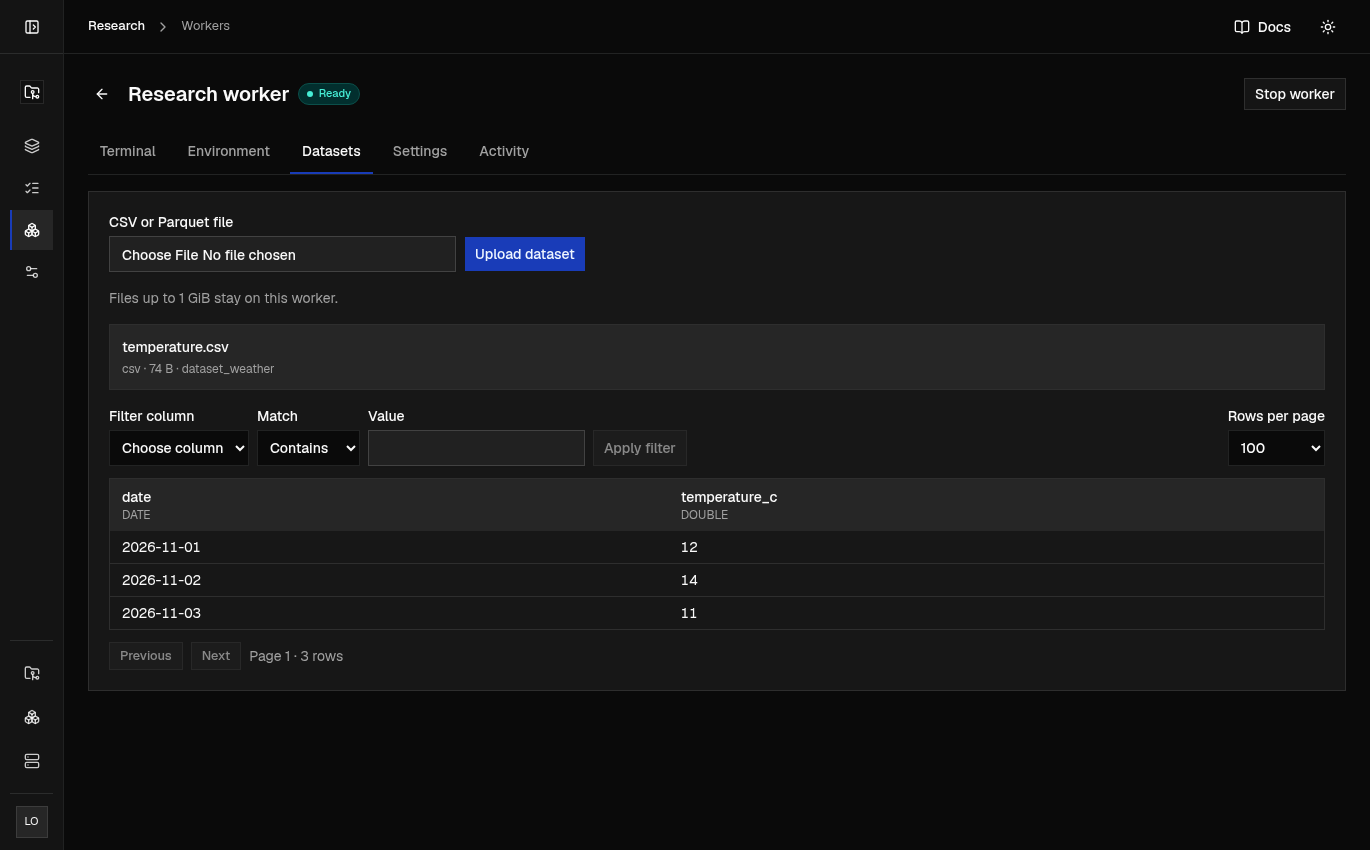 Research Workers
Docs
Research worker Ready
Stop worker
Terminal Environment Datasets Settings Activity
CSV or Parquet file
Choose File No file chosen
Upload dataset
Files up to 1 GiB stay on this worker.
temperature.csv
csv · 74 B · dataset_weather
Filter column Match Value Rows per page
Choose column Contains Apply filter 100
date temperature_c
DATE DOUBLE
2026-11-01 12
2026-11-02 14
2026-11-03 11
Previous Next Page 1 · 3 rows
LO